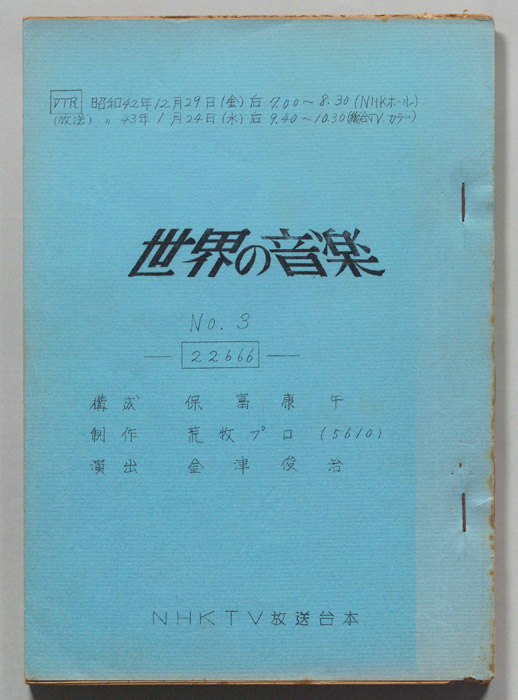 VTR 昭和42年12月29日(金)后 7.00~8.30(NHKホール)
(放送) 〃 43年1月24日(水)后 9.40~10.30(総合TV.カラー)
世界の音楽
No.3
22666
構成 保富康午
制作 荒牧プロ(5610)
演出 金津俊治
NHKTV放送台本